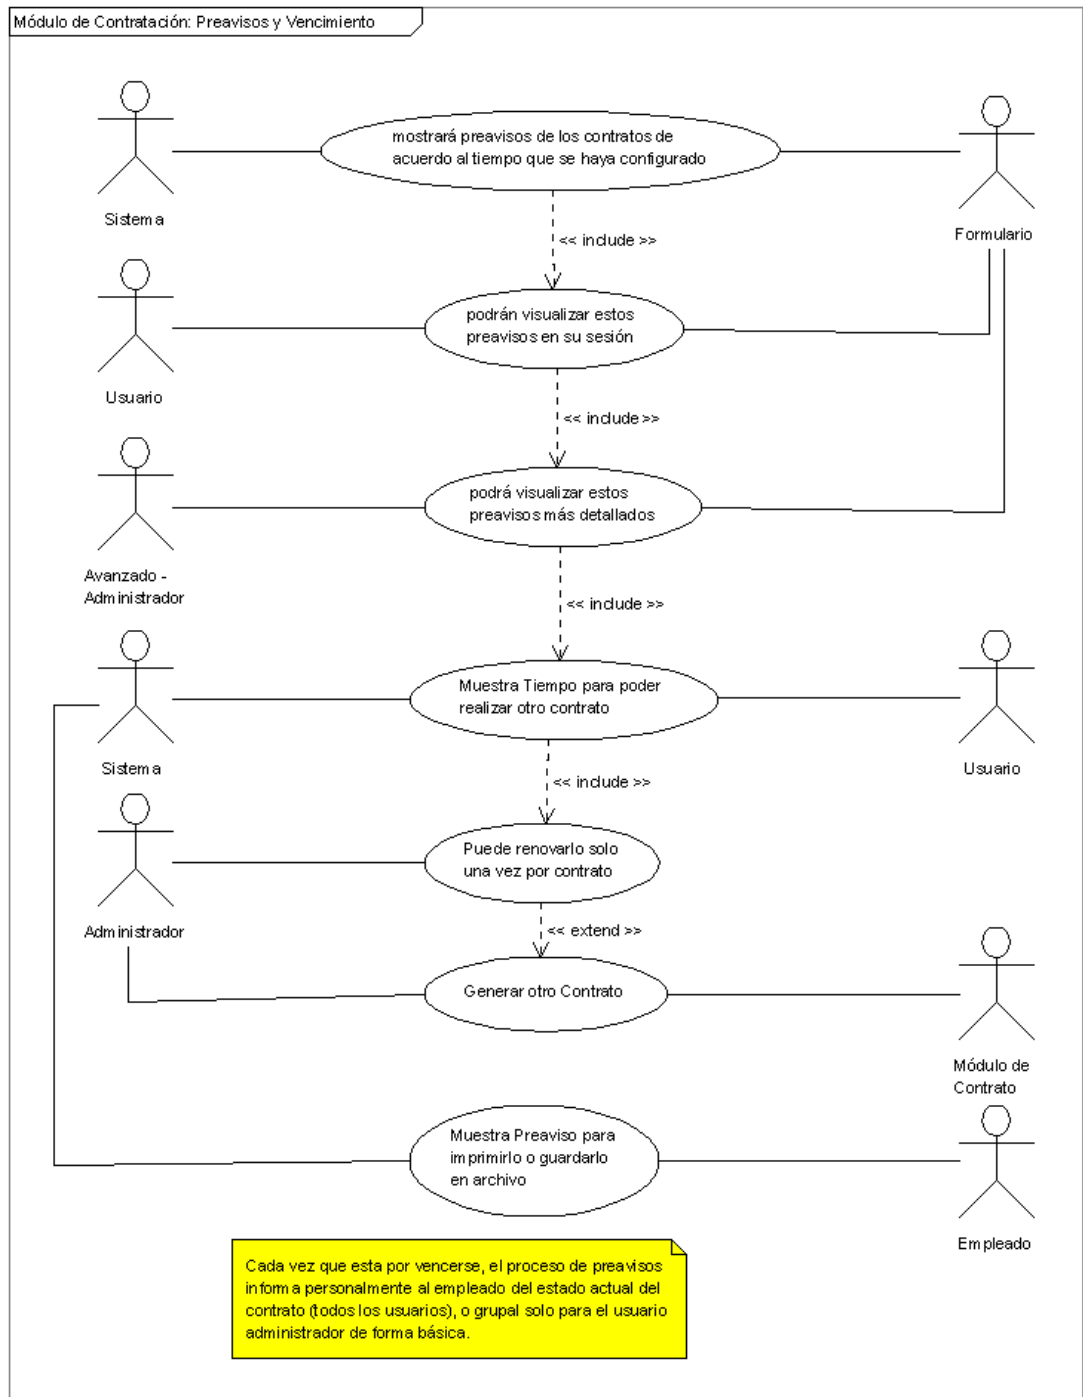 Módulo de Contratación: Preavisos y Vencimiento
mostrará preavisos de los contratos de
acuerdo al tiempo que se haya configurado
Sistema
Formulario
<< include >>
podrán visualizar estos
preavisos en su sesión
Usuario
<< include >>
podrá visualizar estos
preavisos más detallados
Avanzado -
Administrador
<< include >>
Muestra Tiempo para poder
realizar otro contrato
Sistema
Usuario
<< include >>
Puede renovarlo solo
una vez por contrato
Administrador
<< extend >>
Generar otro Contrato
Módulo de
Contrato
Muestra Preaviso para
imprimirlo o guardarlo
en archivo
Empleado
Cada vez que esta por vencerse, el proceso de preavisos
informa personalmente al empleado del estado actual del
contrato (todos los usuarios), o grupal solo para el usuario
administrador de forma básica.